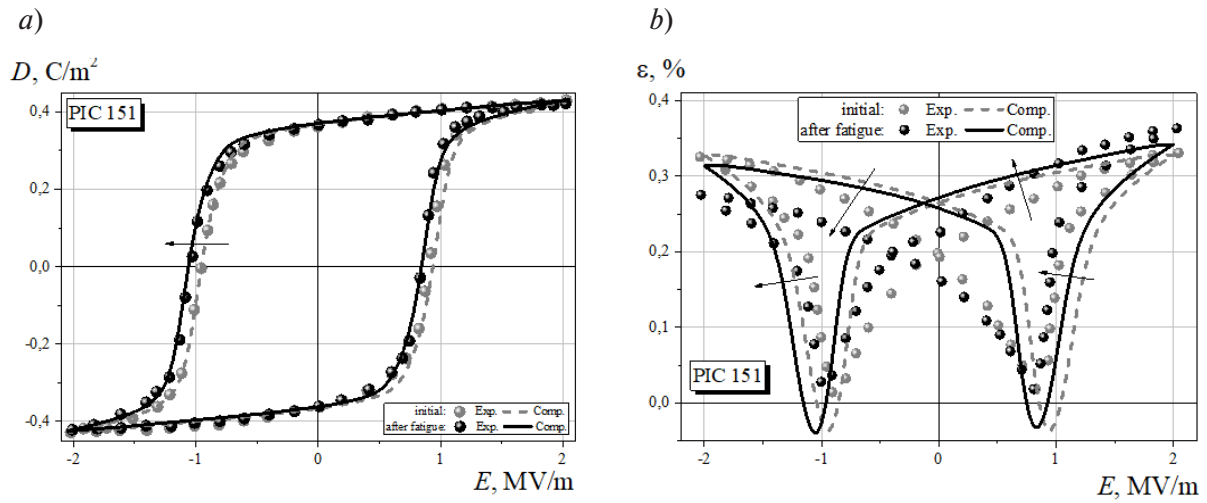 a)
D, C/m²
PIC 151
0,4
0,2
0,0
-0,2
-0,4
initial: Exp. Comp.
after fatigue: Exp. Comp.
-2 -1 0 1 2
E, MV/m
b)
ε, %
0,4
initial: Exp. Comp.
after fatigue: Exp. Comp.
0,3
0,2
0,1
PIC 151
0,0
-2 -1 0 1 2
E, MV/m